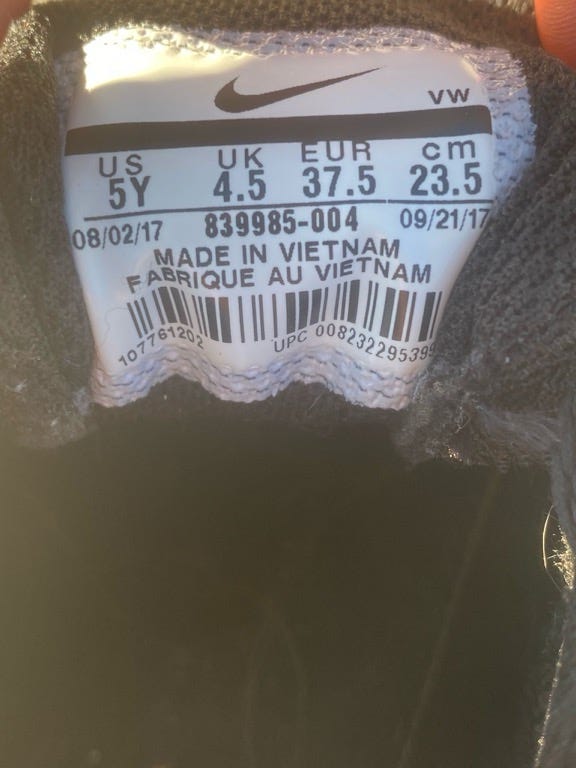 VW
US UK EUR cm
5Y 4.5 37.5 23.5
08/02/17 839985-004 09/21/17
MADE IN VIETNAM
FABRIQUE AU VIETNAM
107761202 UPC 00823229539